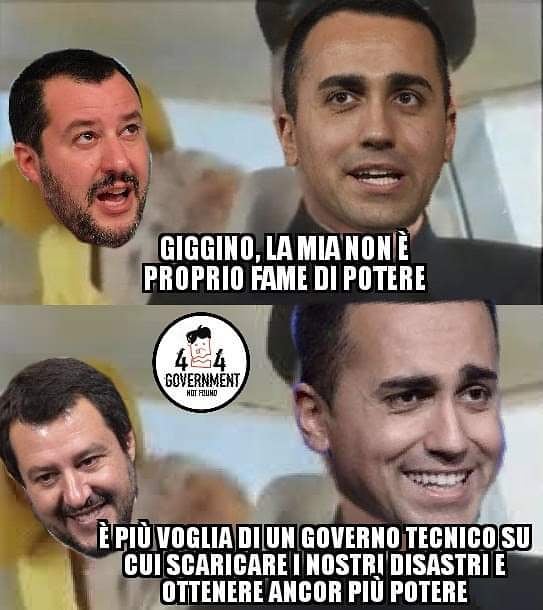 GIGGINO, LA MIA NON È
PROPRIO FAME DI POTERE
4 4
GOVERNMENT
NOT FOUND
È PIÙ VOGLIA DI UN GOVERNO TECNICO SU
CUI SCARICARE I NOSTRI DISASTRI E
OTTENERE ANCOR PIÙ POTERE